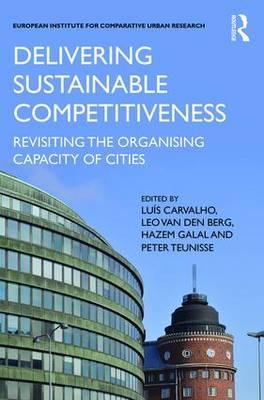 EUROPEAN INSTITUTE FOR COMPARATIVE URBAN RESEARCH
ROUTLEDGE
DELIVERING
SUSTAINABLE
COMPETITIVENESS
REVISITING THE ORGANISING
CAPACITY OF CITIES
EDITED BY
LUÍS CARVALHO,
LEO VAN DEN BERG,
HAZEM GALAL AND
PETER TEUNISSE